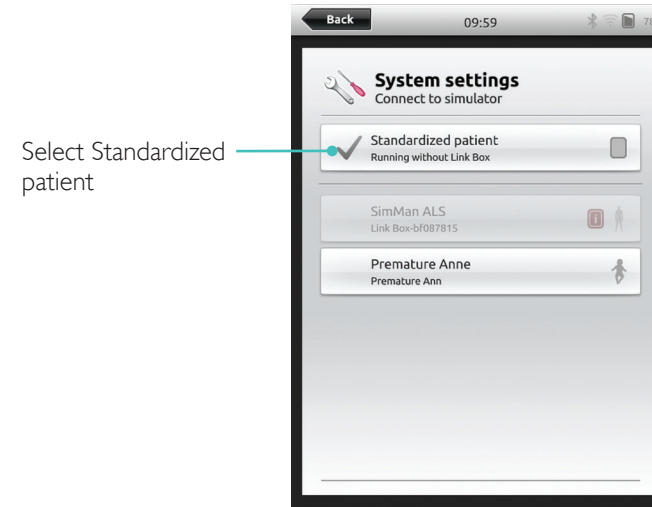 Back
09:59
78
System settings
Connect to simulator
Select Standardized
patient
Standardized patient
Running without Link Box
SimMan ALS
Link Box-bf087815
Premature Anne
Premature Ann